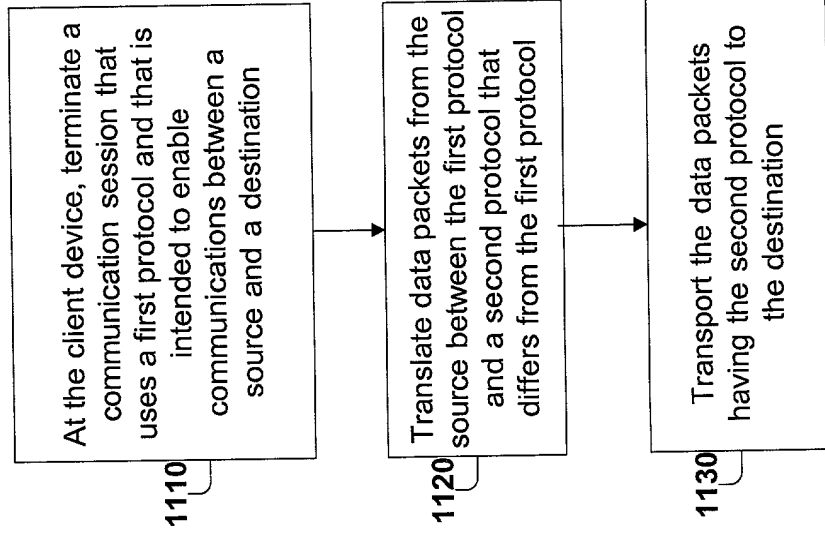 At the client device, terminate a
communication session that
uses a first protocol and that is
intended to enable
communications between a
source and a destination
1110
Translate data packets from the
source between the first protocol
and a second protocol that
differs from the first protocol
1120
Transport the data packets
having the second protocol to
the destination
1130